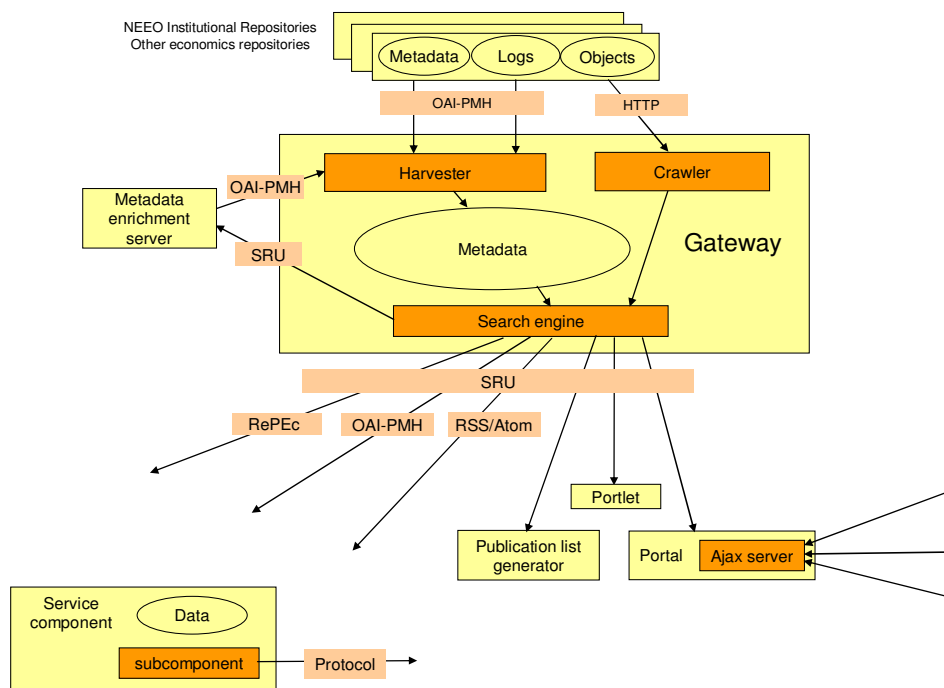 NEEO Institutional Repositories
Other economics repositories
Metadata
Logs
Objects
OAI-PMH
HTTP
Harvester
Crawler
OAI-PMH
Metadata
enrichment
server
SRU
Metadata
Gateway
Search engine
SRU
RePEc
OAI-PMH
RSS/Atom
Portlet
Publication list
generator
Portal
Ajax server
Service
component
Data
subcomponent
Protocol